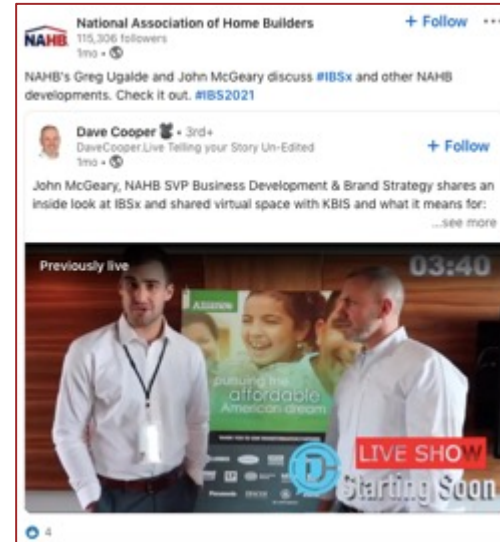 National Association of Home Builders
+ Follow ...
NAHB
115,306 followers
1mo •
NAHB's Greg Ugalde and John McGeary discuss #IBSx and other NAHB
developments. Check it out. #IBS2021
Dave Cooper • 3rd+
DaveCooper.Live Telling your Story Un-Edited
+ Follow
1mo •
John McGeary, NAHB SVP Business Development & Brand Strategy shares an
inside look at IBSx and shared virtual space with KBIS and what it means for:
...see more
Previously live
03:40
Alliance
pursuing the
affordable
American dream
Panasonic
LIVE SHOW
Starting Soon
4